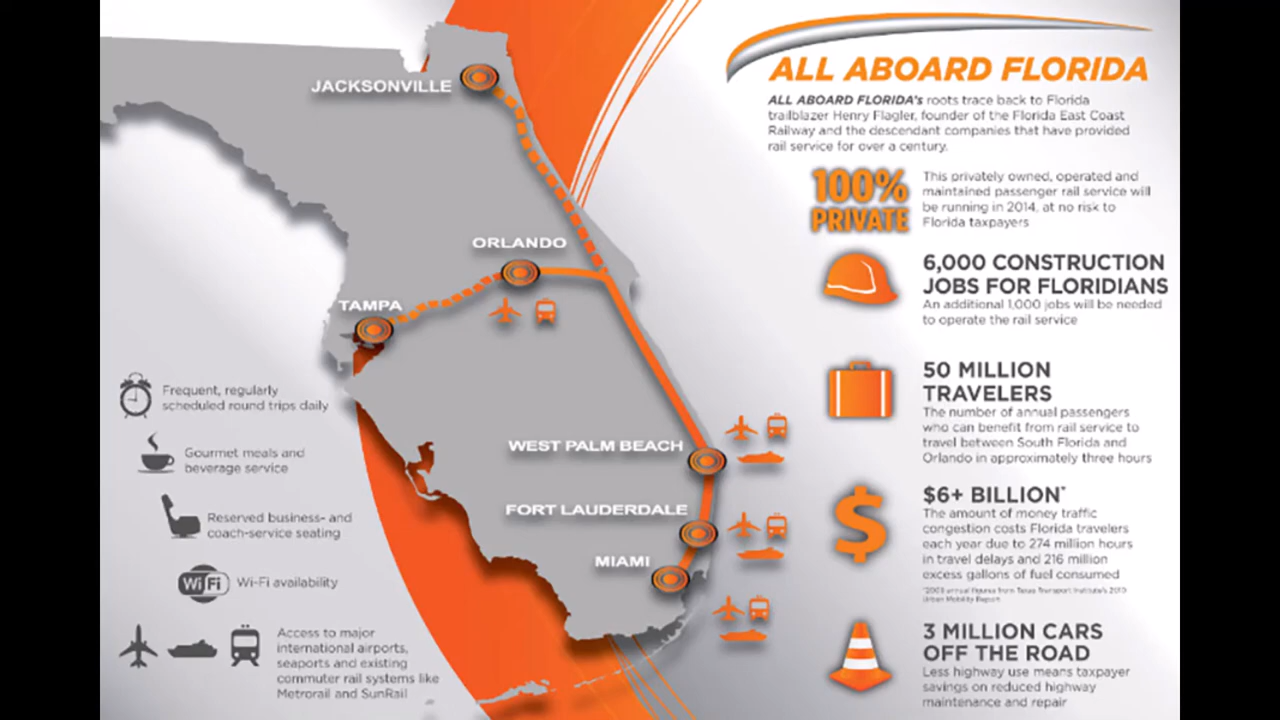 ALL ABOARD FLORIDA
ALL ABOARD FLORIDA's roots trace back to Florida
trailblazer Henry Flagler, founder of the Florida East Coast
Railway and the descendant companies that have provided
rail service for over a century.
100%
PRIVATE
This privately owned, operated and
maintained passenger rail service will
be running in 2014, at no risk to
Florida taxpayers
6,000 CONSTRUCTION
JOBS FOR FLORIDIANS
An additional 1,000 jobs will be needed
to operate the rail service
50 MILLION
TRAVELERS
The number of annual passengers
who can benefit from rail service to
travel between South Florida and
Orlando in approximately three hours
$6+ BILLION*
The amount of money traffic
congestion costs Florida travelers
each year due to 274 million hours
in travel delays and 216 million
excess gallons of fuel consumed
annual figures from Texas Transport Institute's 2010
Urban Mobility Report
3 MILLION CARS
OFF THE ROAD
Less highway use means taxpayer
savings on reduced highway
maintenance and repair
JACKSONVILLE
ORLANDO
TAMPA
WEST PALM BEACH
FORT LAUDERDALE
MIAMI
Frequent, regularly
scheduled round trips daily
Gourmet meals and
beverage service
Reserved business- and
coach-service seating
WiFi
Wi-Fi availability
Access to major
international airports,
seaports and existing
commuter rail systems like
Metrorail and SunRail
$